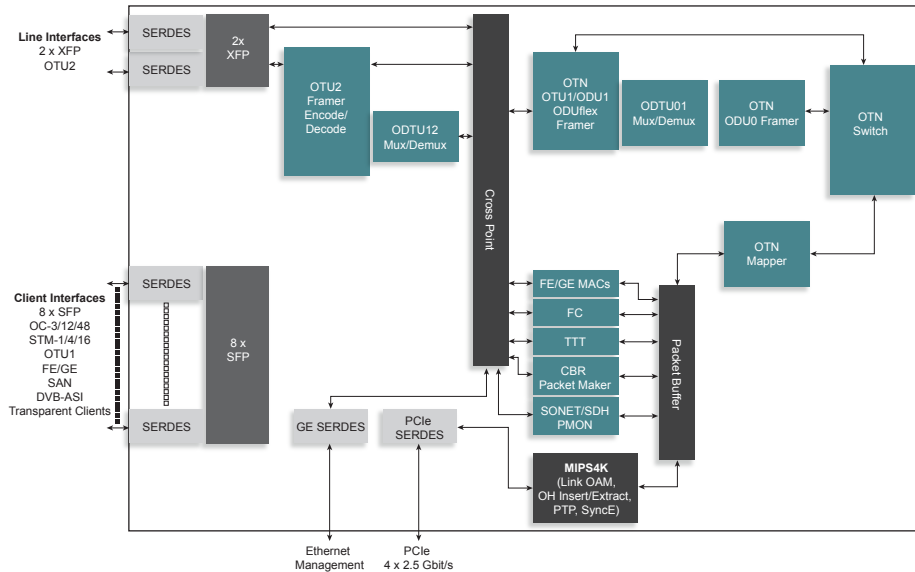 Line Interfaces
2 x XFP
OTU2
SERDES
SERDES
2x
XFP
OTU2
Framer
Encode/
Decode
ODTU12
Mux/Demux
Cross Point
OTN
OTU1/ODU1
ODUflex
Framer
ODTU01
Mux/Demux
OTN
ODU0 Framer
OTN
Switch
OTN
Mapper
Client Interfaces
8 x SFP
OC-3/12/48
STM-1/4/16
OTU1
FE/GE
SAN
DVB-ASI
Transparent Clients
SERDES
SERDES
8 x
SFP
FE/GE MACs
FC
TTT
CBR
Packet Maker
SONET/SDH
PMON
Packet Buffer
GE SERDES
PCIe
SERDES
MIPS4K
(Link OAM,
OH Insert/Extract,
PTP, SyncE)
Ethernet
Management
PCIe
4 x 2.5 Gbit/s